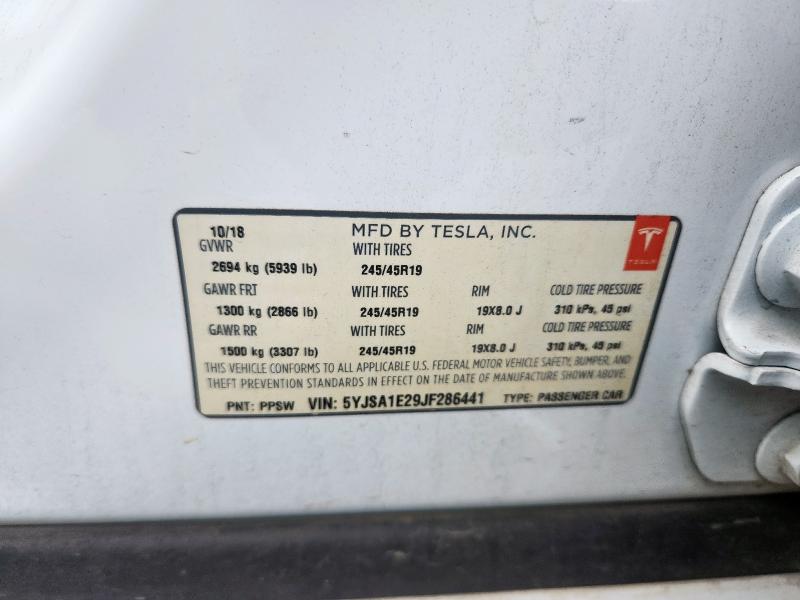 10/18 MFD BY TESLA, INC.
GVWR WITH TIRES
2694 kg (5939 lb) 245/45R19
TESLA
GAWR FRT WITH TIRES RIM COLD TIRE PRESSURE
1300 kg (2866 lb) 245/45R19 19X8.0 J 310 kPs, 45 psi
GAWR RR WITH TIRES RIM COLD TIRE PRESSURE
1500 kg (3307 lb) 245/45R19 19X8.0 J 310 kPs, 45 psi
THIS VEHICLE CONFORMS TO ALL APPLICABLE U.S. FEDERAL MOTOR VEHICLE SAFETY, BUMPER, AND
THEFT PREVENTION STANDARDS IN EFFECT ON THE DATE OF MANUFACTURE SHOWN ABOVE.
PNT: PPSW VIN: 5YJSA1E29JF286441 TYPE: PASSENGER CAR